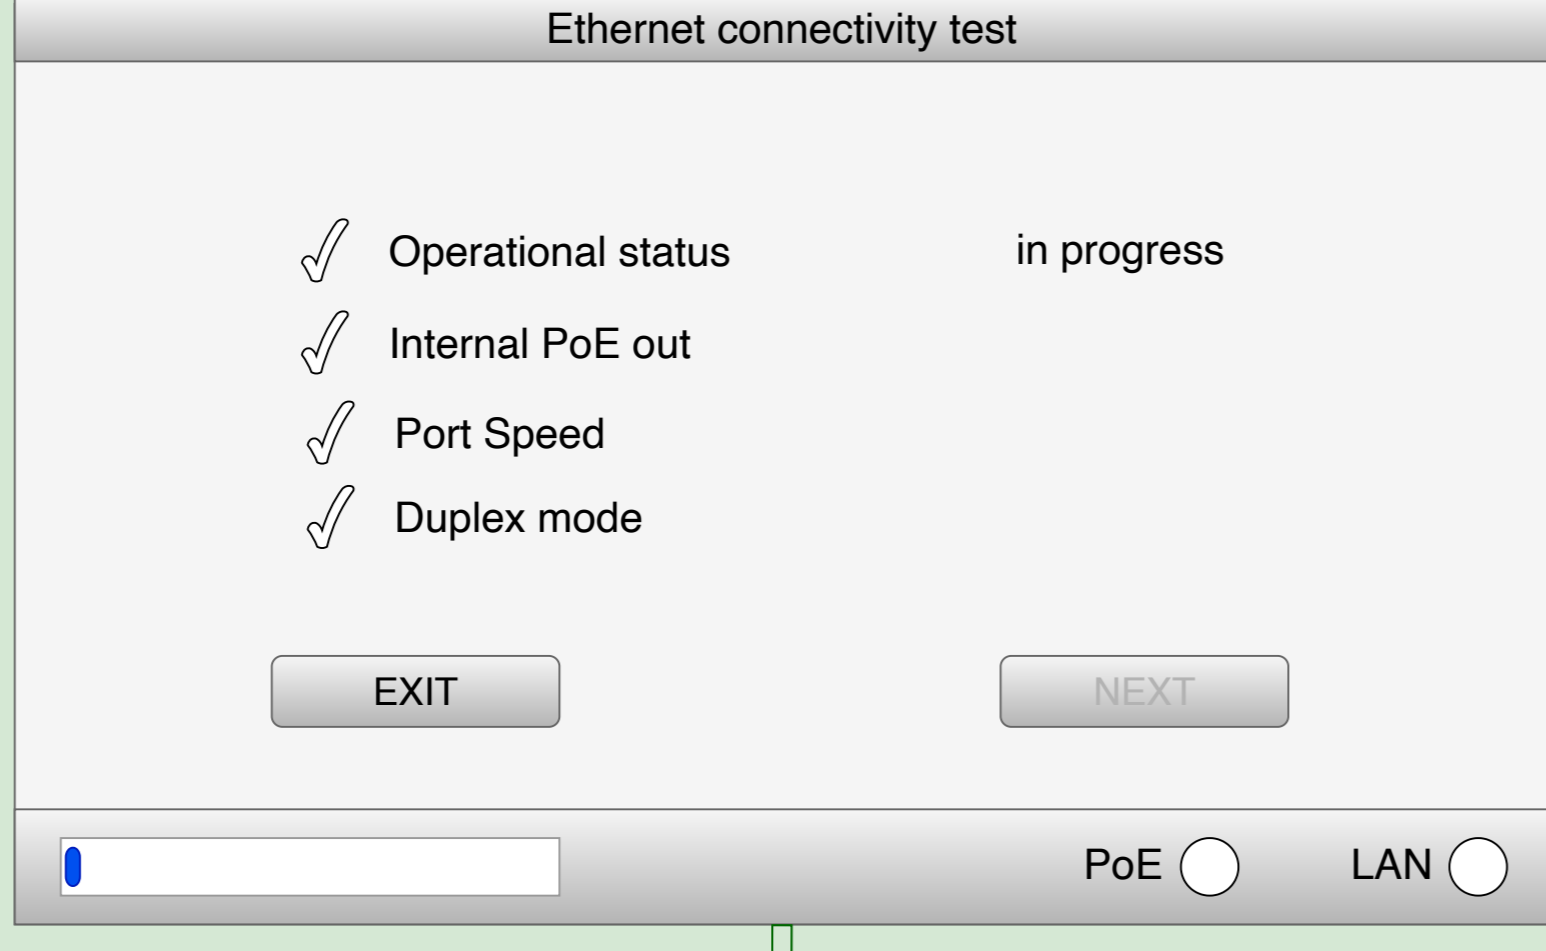 Ethernet connectivity test
Operational status in progress
Internal PoE out
Port Speed
Duplex mode
EXIT NEXT
PoE LAN